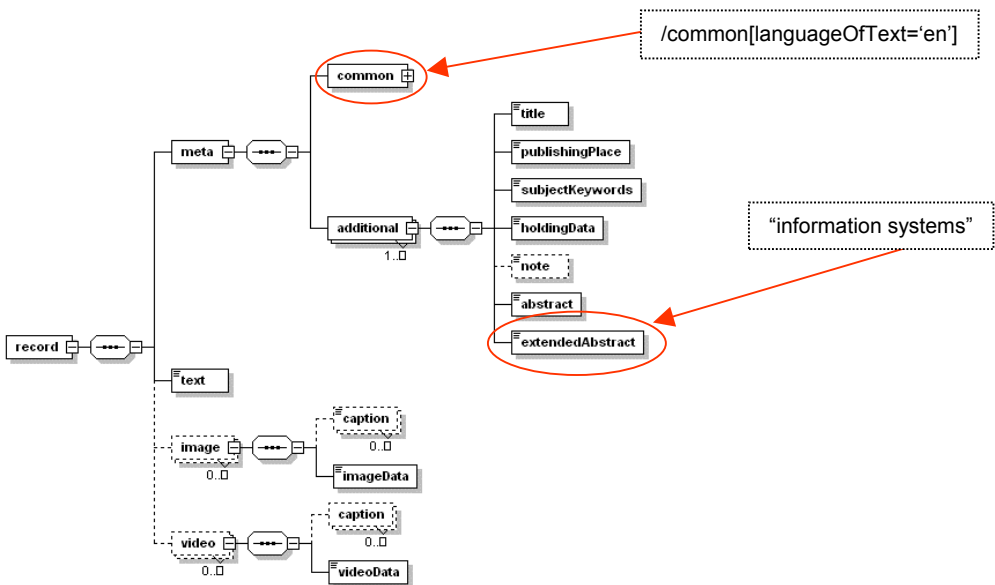 /common[languageOfText=‘en’]
common
title
meta
publishingPlace
subjectKeywords
additional
holdingData
“information systems”
1..
note
abstract
record
extendedAbstract
text
caption
image
0..
0..
imageData
caption
video
0..
0..
videoData